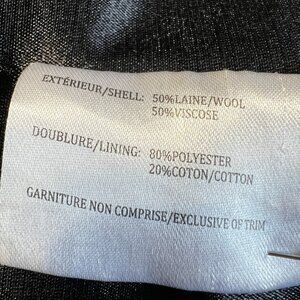 EXTÉRIEUR/SHELL: 50%LAINE/WOOL
50%VISCOSE
DOUBLURE/LINING: 80%POLYESTER
20%COTON/COTTON
GARNITURE NON COMPRISE/EXCLUSIVE OF TRIM